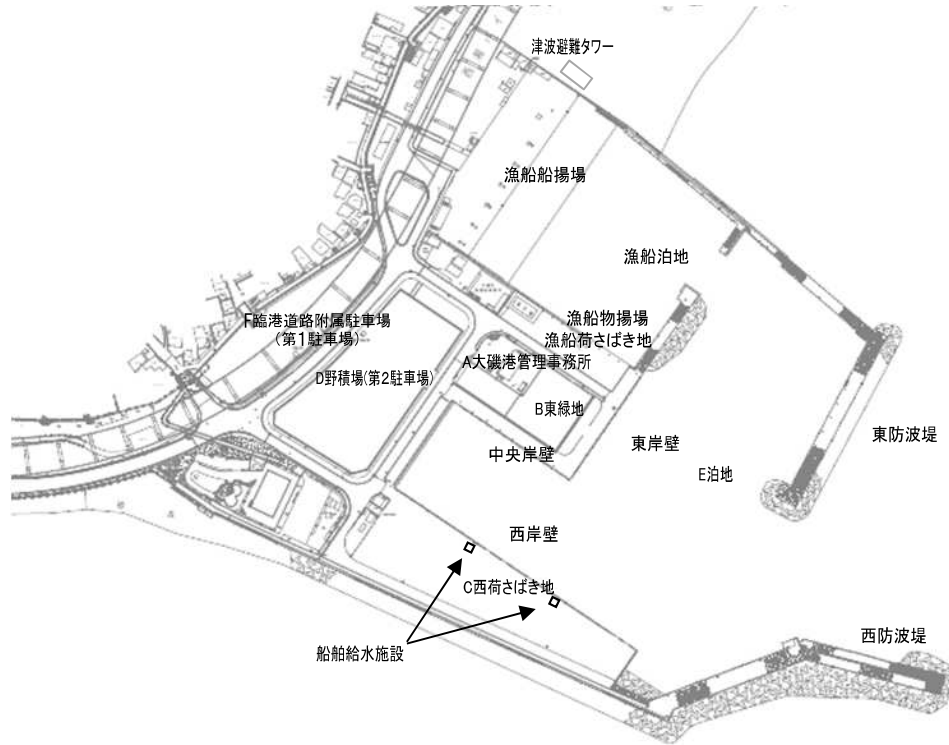 津波避難タワー
漁船船揚場
漁船泊地
漁船物揚場
漁船荷さばき地
F臨港道路附属駐車場
(第1駐車場)
A大磯港管理事務所
D野積場(第2駐車場)
B東緑地
中央岸壁
東岸壁
東防波堤
E泊地
西岸壁
C西荷さばき地
船舶給水施設
西防波堤